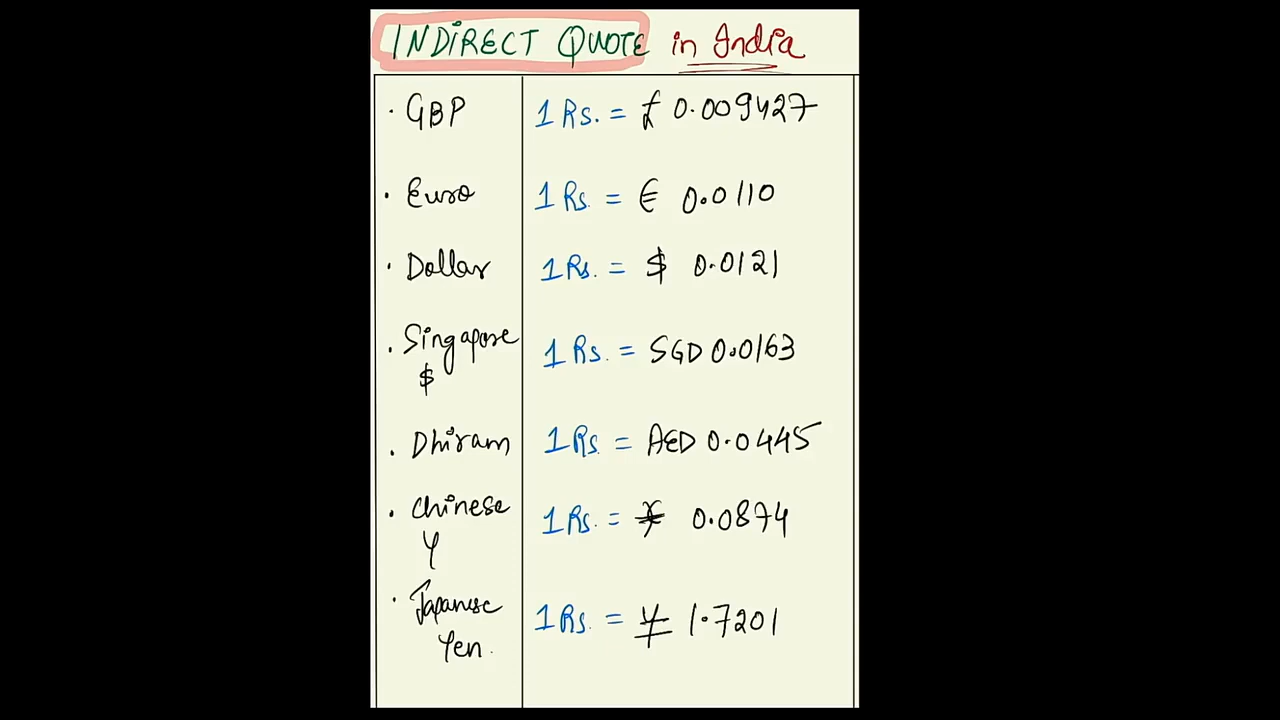 INDIRECT QUOTE in India
· GBP 1 Rs. = £ 0.009427
· Euro 1 Rs. = € 0.0110
· Dollar 1 Rs. = $ 0.0121
· Singapore 1 Rs. = SGD 0.0163
$
· Dhiram 1 Rs. = AED 0.0445
· Chinese 1 Rs. = ¥ 0.0874
Y
· Japanese 1 Rs. = ¥ 1.7201
Yen.